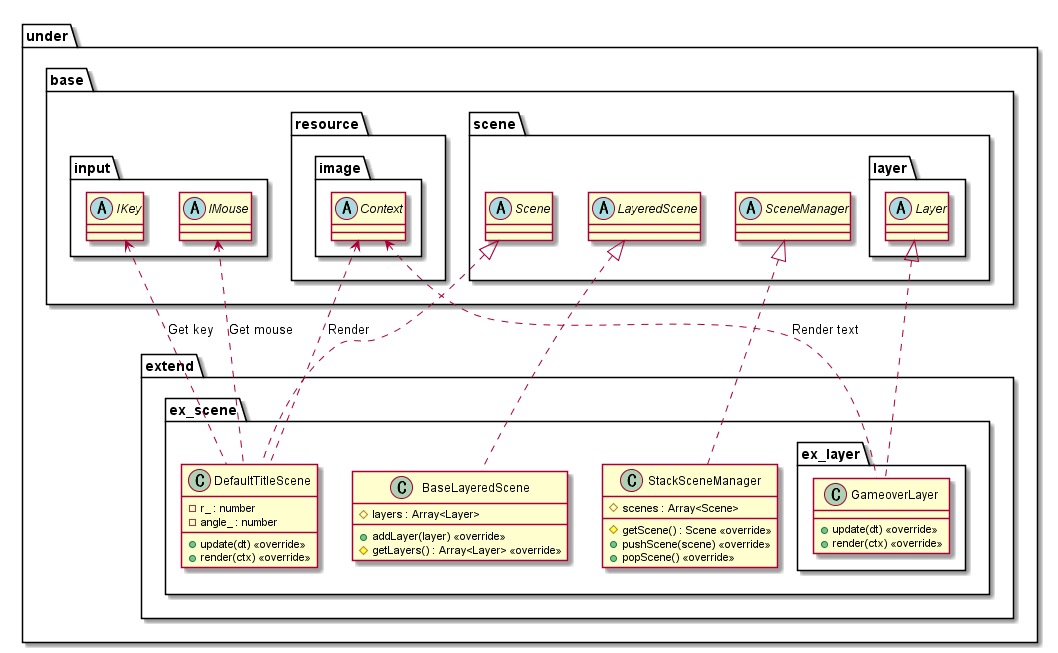 under
base
resource
scene
input
image
layer
A IKey
A IMouse
A Context
A Scene
A LayeredScene
A SceneManager
A Layer
Get key
Get mouse
Render
Render text
extend
ex_scene
ex_layer
C DefaultTitleScene
r_ : number
angle_ : number
update(dt) «override»
render(ctx) «override»
C BaseLayeredScene
layers : Array<Layer>
addLayer(layer) «override»
getLayers() : Array<Layer> «override»
C StackSceneManager
scenes : Array<Scene>
getScene() : Scene «override»
pushScene(scene) «override»
popScene() «override»
C GameoverLayer
update(dt) «override»
render(ctx) «override»